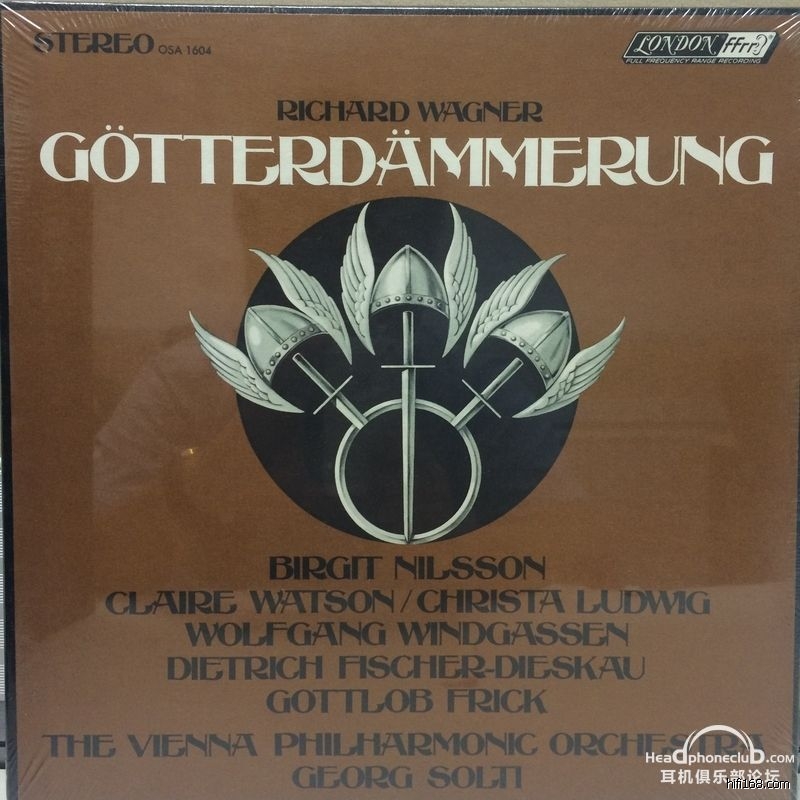 STEREO OSA 1604
LONDON ffrr
FULL FREQUENCY RANGE RECORDING
RICHARD WAGNER
GÖTTERDÄMMERUNG
BIRGIT NILSSON
CLAIRE WATSON/CHRISTA LUDWIG
WOLFGANG WINDGASSEN
DIETRICH FISCHER-DIESKAU
GOTTLOB FRICK
THE VIENNA PHILHARMONIC ORCHESTRA
GEORG SOLTI
Headphoneclub.com
耳机俱乐部论坛
hifi168.com